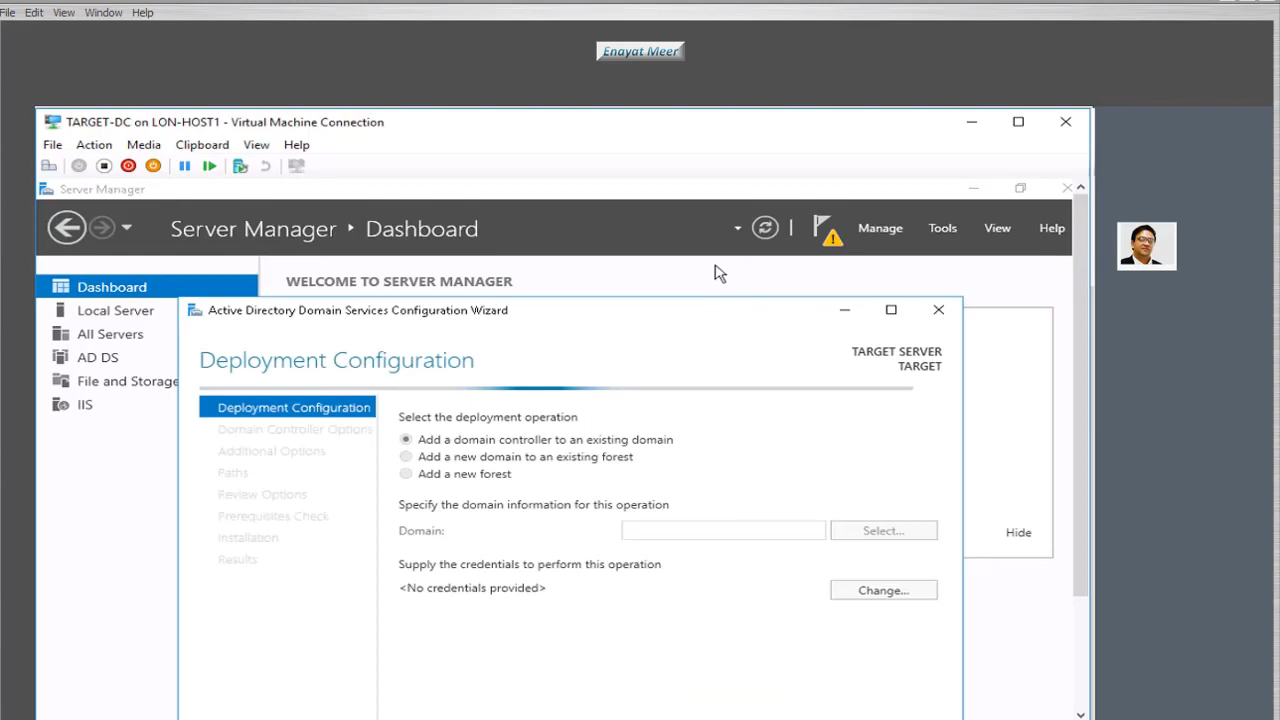 File Edit View Window Help
Enayat Meer
TARGET-DC on LON-HOST1 - Virtual Machine Connection
File Action Media Clipboard View Help
Server Manager
Server Manager ‣ Dashboard
Manage Tools View Help
Dashboard
Local Server
All Servers
AD DS
File and Storage
IIS
WELCOME TO SERVER MANAGER
Active Directory Domain Services Configuration Wizard
Deployment Configuration
TARGET SERVER
TARGET
Deployment Configuration
Domain Controller Options
Additional Options
Paths
Review Options
Prerequisites Check
Installation
Results
Select the deployment operation
Add a domain controller to an existing domain
Add a new domain to an existing forest
Add a new forest
Specify the domain information for this operation
Domain:
Select...
Supply the credentials to perform this operation
<No credentials provided>
Change...
Hide